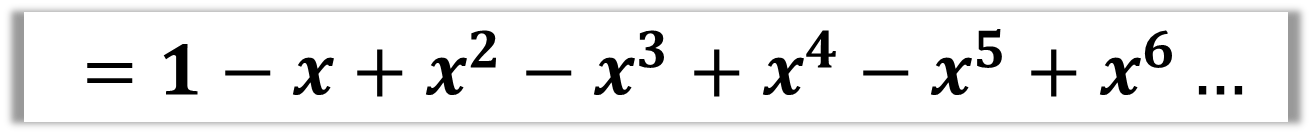 = 1 − x + x² − x³ + x⁴ − x⁵ + x⁶ ...